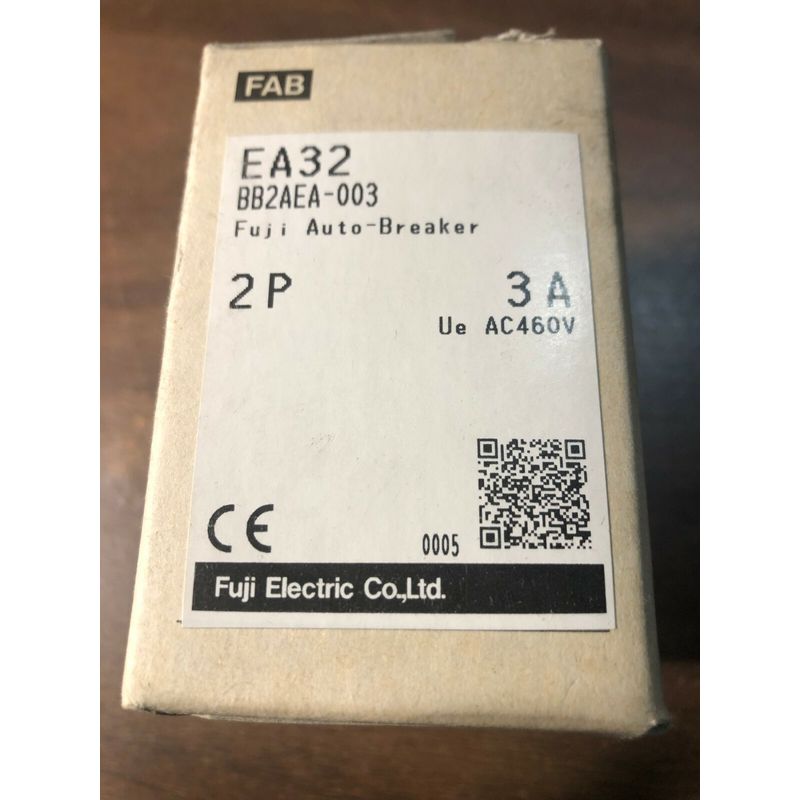 FAB
EA32
BB2AEA-003
Fuji Auto-Breaker
2P 3A
Ue AC460V
CE 0005
Fuji Electric Co.,Ltd.